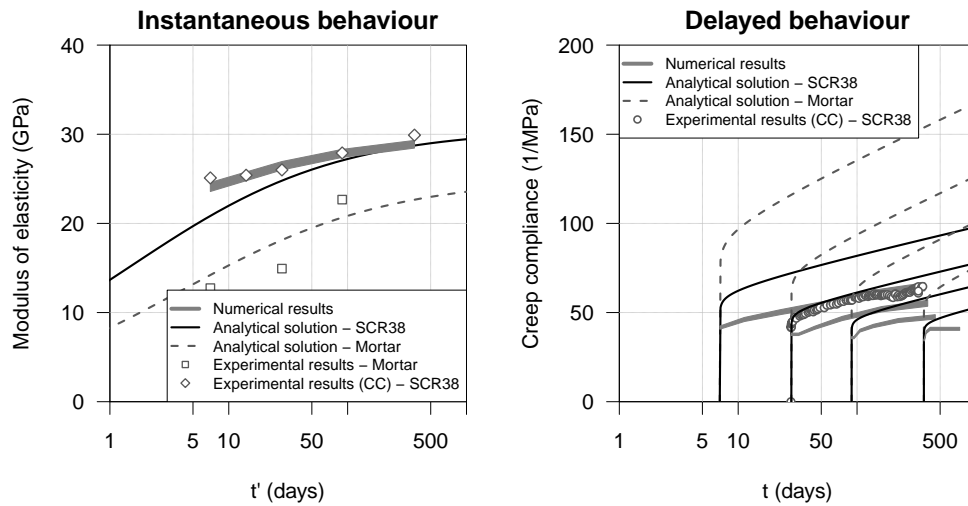 Instantaneous behaviour
Modulus of elasticity (GPa)
40
30
20
10
0
Numerical results
Analytical solution – SCR38
Analytical solution – Mortar
Experimental results – Mortar
Experimental results (CC) – SCR38
1 5 10 50 500
t' (days)
Delayed behaviour
Creep compliance (1/MPa)
200
150
100
50
0
Numerical results
Analytical solution – SCR38
Analytical solution – Mortar
Experimental results (CC) – SCR38
1 5 10 50 500
t (days)